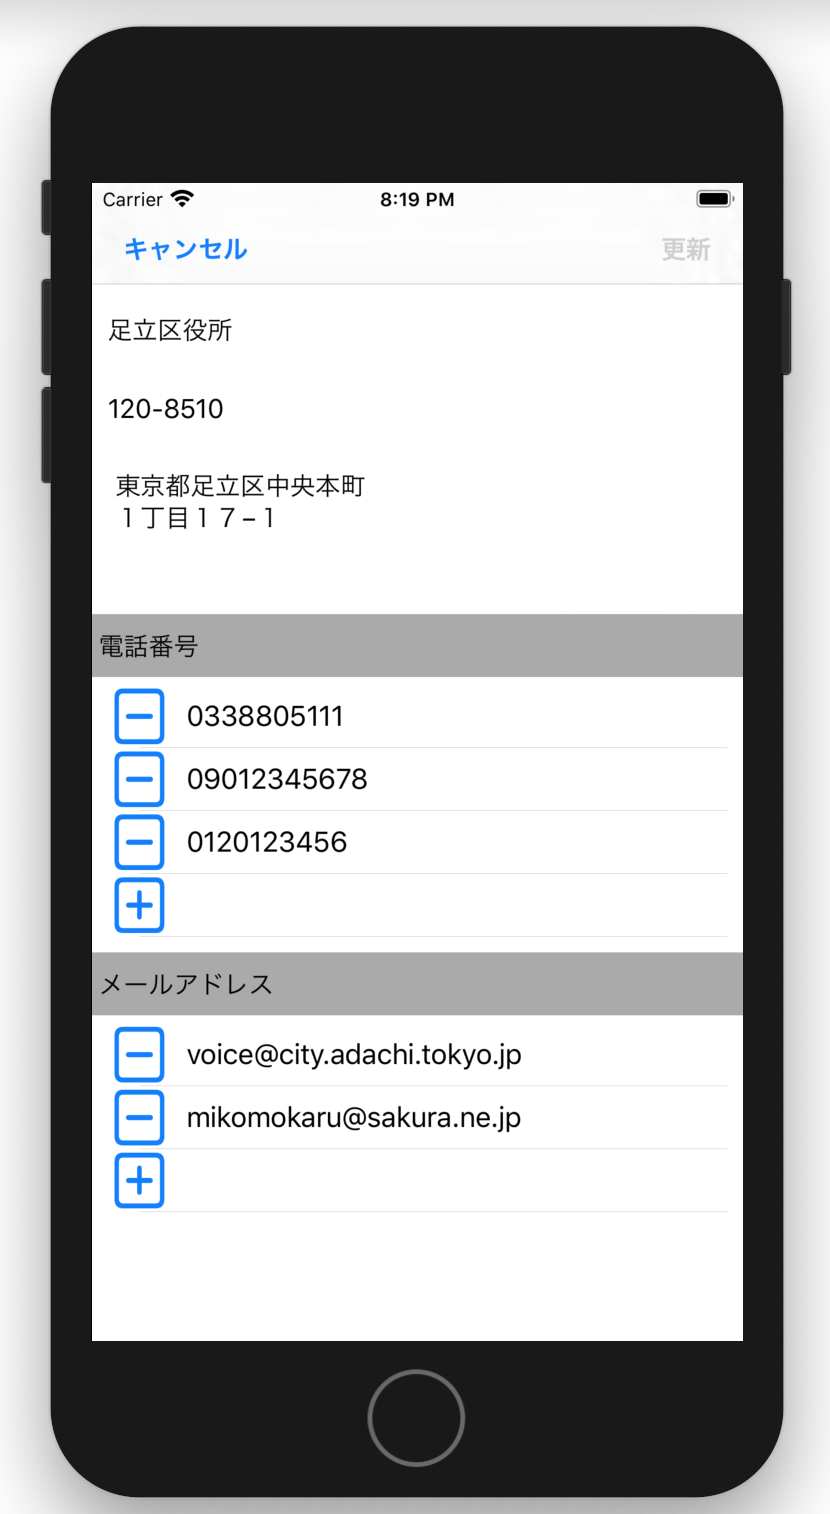 Carrier 8:19 PM
キャンセル 更新
足立区役所
120-8510
東京都足立区中央本町
１丁目１７−１
電話番号
0338805111
09012345678
0120123456
メールアドレス
voice@city.adachi.tokyo.jp
mikomokaru@sakura.ne.jp